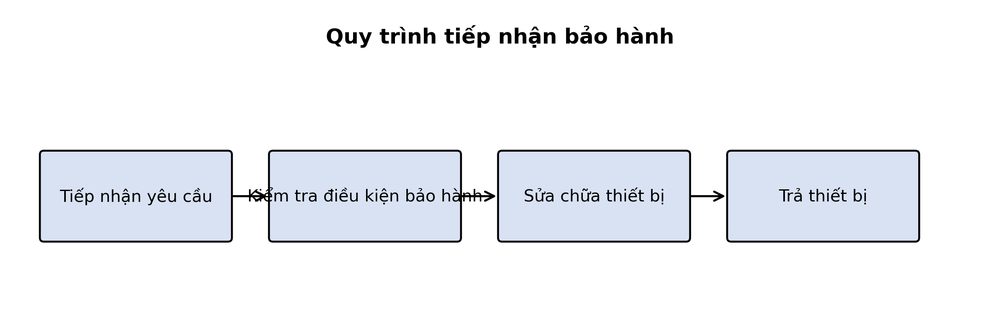 Quy trình tiếp nhận bảo hành
Tiếp nhận yêu cầu
Kiểm tra điều kiện bảo hành
Sửa chữa thiết bị
Trả thiết bị